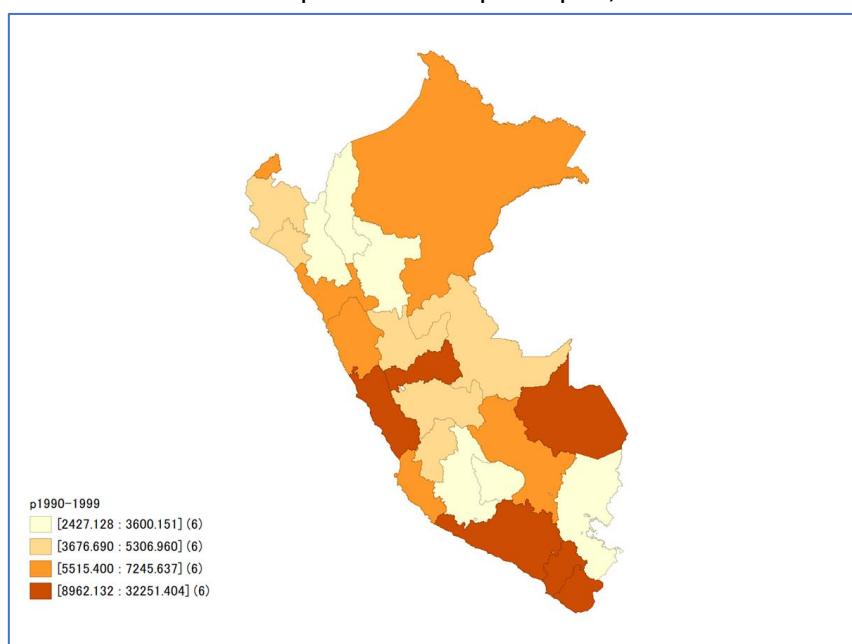 p1990-1999
[2427.128 : 3600.151] (6)
[3676.690 : 5306.960] (6)
[5515.400 : 7245.637] (6)
[8962.132 : 32251.404] (6)